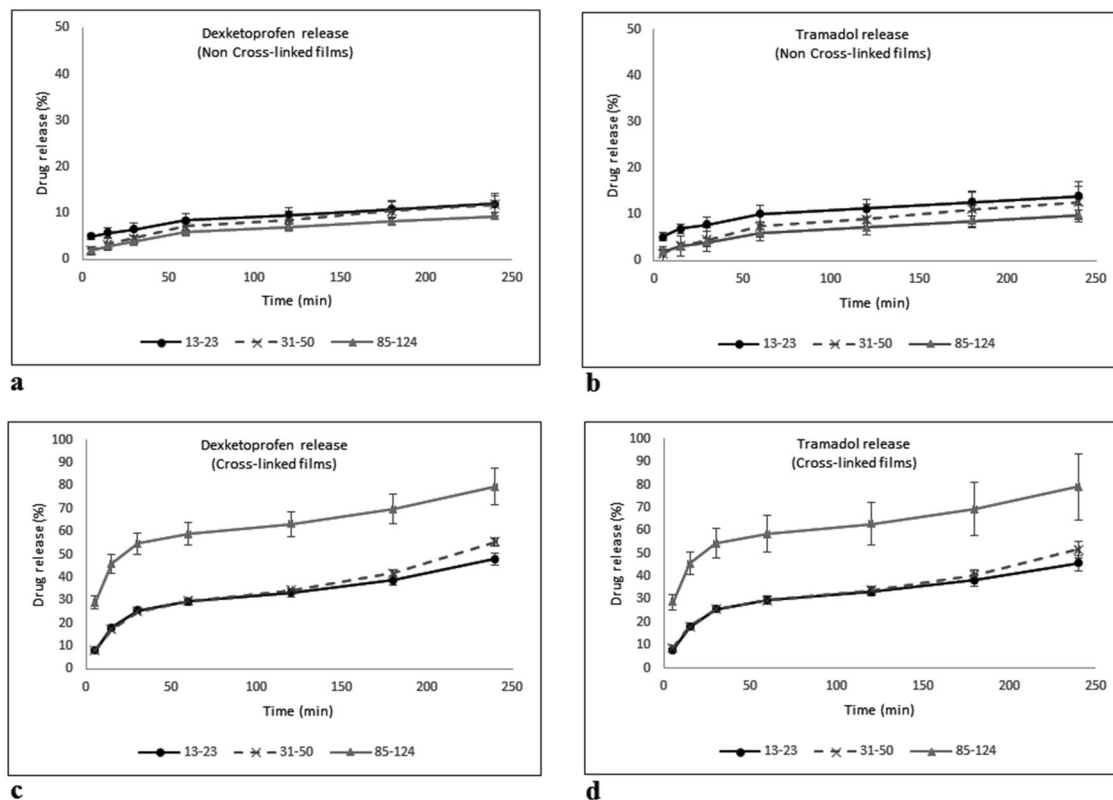 Dexketoprofen release
(Non Cross-linked films)
Drug release (%)
50
40
30
20
10
0
0 50 100 150 200 250
Time (min)
13-23 31-50 85-124
a
Tramadol release
(Non Cross-linked films)
Drug release (%)
50
40
30
20
10
0
0 50 100 150 200 250
Time (min)
13-23 31-50 85-124
b
Dexketoprofen release
(Cross-linked films)
Drug release (%)
100
90
80
70
60
50
40
30
20
10
0
0 50 100 150 200 250
Time (min)
13-23 31-50 85-124
c
Tramadol release
(Cross-linked films)
Drug release (%)
100
90
80
70
60
50
40
30
20
10
0
0 50 100 150 200 250
Time (min)
13-23 31-50 85-124
d